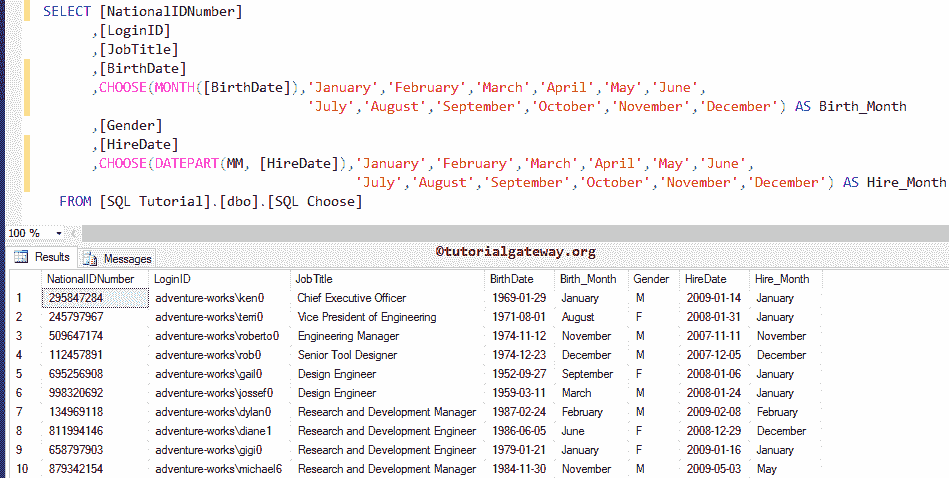 SELECT [NationalIDNumber]
,[LoginID]
,[JobTitle]
,[BirthDate]
,CHOOSE(MONTH([BirthDate]),'January','February','March','April','May','June',
'July','August','September','October','November','December') AS Birth_Month
,[Gender]
,[HireDate]
,CHOOSE(DATEPART(MM, [HireDate]),'January','February','March','April','May','June',
'July','August','September','October','November','December') AS Hire_Month
FROM [SQL Tutorial].[dbo].[SQL Choose]
100 %
©tutorialgateway.org
Results Messages
NationalIDNumber LoginID JobTitle BirthDate Birth_Month Gender HireDate Hire_Month
1 295847284 adventure-works\ken0 Chief Executive Officer 1969-01-29 January M 2009-01-14 January
2 245797967 adventure-works\terri0 Vice President of Engineering 1971-08-01 August F 2008-01-31 January
3 509647174 adventure-works\roberto0 Engineering Manager 1974-11-12 November M 2007-11-11 November
4 112457891 adventure-works\rob0 Senior Tool Designer 1974-12-23 December M 2007-12-05 December
5 695256908 adventure-works\gail0 Design Engineer 1952-09-27 September F 2008-01-06 January
6 998320692 adventure-works\jossef0 Design Engineer 1959-03-11 March M 2008-01-24 January
7 134969118 adventure-works\dylan0 Research and Development Manager 1987-02-24 February M 2009-02-08 February
8 811994146 adventure-works\diane1 Research and Development Engineer 1986-06-05 June F 2008-12-29 December
9 658797903 adventure-works\gigi0 Research and Development Engineer 1979-01-21 January F 2009-01-16 January
10 879342154 adventure-works\michael6 Research and Development Manager 1984-11-30 November M 2009-05-03 May